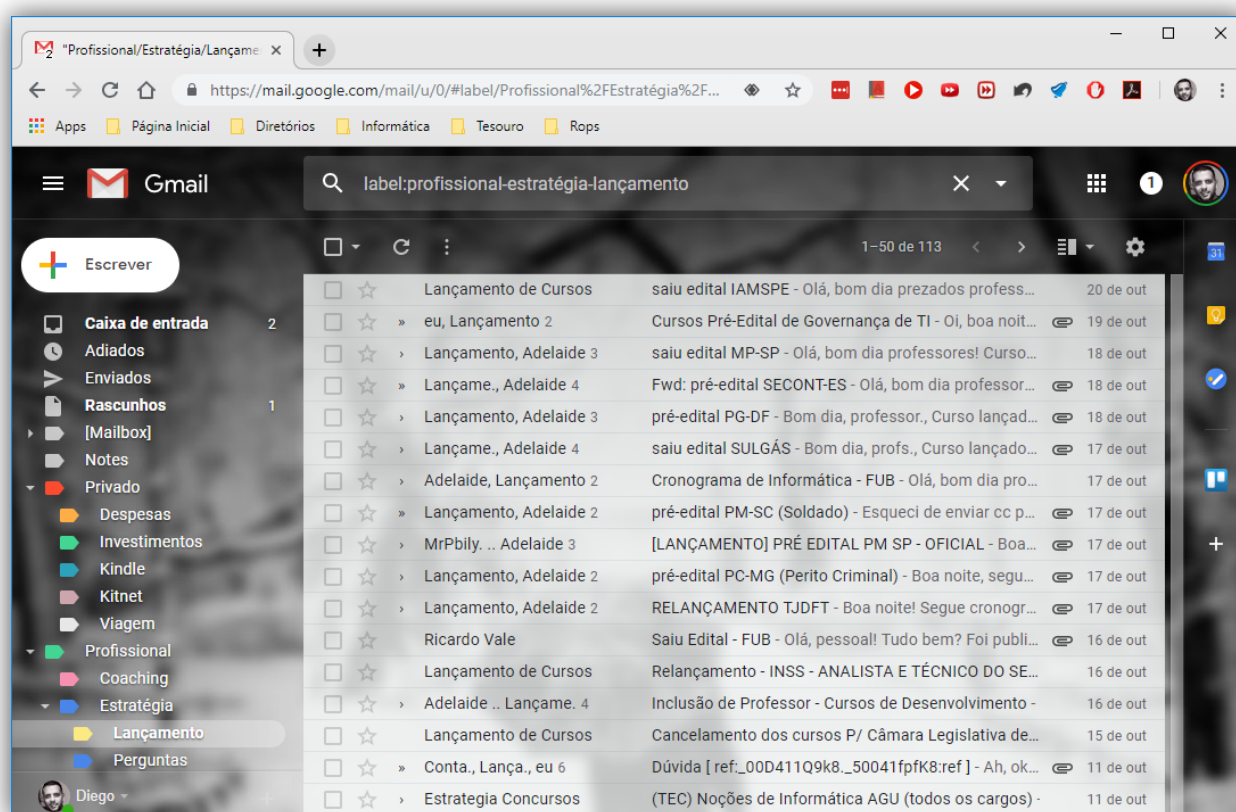 "Profissional/Estratégia/Lançame
https://mail.google.com/mail/u/0/#label/Profissional%2FEstratégia%2F...
Apps Página Inicial Diretórios Informática Tesouro Rops
Gmail
label:profissional-estratégia-lançamento
1
Escrever
1–50 de 113
31
Caixa de entrada 2
Adiados
Enviados
Rascunhos 1
[Mailbox]
Notes
Privado
Despesas
Investimentos
Kindle
Kitnet
Viagem
Profissional
Coaching
Estratégia
Lançamento
Perguntas
Diego
Lançamento de Cursos saiu edital IAMSPE - Olá, bom dia prezados profess... 20 de out
» eu, Lançamento 2 Cursos Pré-Edital de Governança de TI - Oi, boa noit... 19 de out
› Lançamento, Adelaide 3 saiu edital MP-SP - Olá, bom dia professores! Curso... 18 de out
» Lançame., Adelaide 4 Fwd: pré-edital SECONT-ES - Olá, bom dia professor... 18 de out
› Lançamento, Adelaide 3 pré-edital PG-DF - Bom dia, professor., Curso lançad... 18 de out
› Lançame., Adelaide 4 saiu edital SULGÁS - Bom dia, profs., Curso lançado... 17 de out
› Adelaide, Lançamento 2 Cronograma de Informática - FUB - Olá, bom dia pro... 17 de out
» Lançamento, Adelaide 2 pré-edital PM-SC (Soldado) - Esqueci de enviar cc p... 17 de out
› MrPbily. .. Adelaide 3 [LANÇAMENTO] PRÉ EDITAL PM SP - OFICIAL - Boa... 17 de out
› Lançamento, Adelaide 2 pré-edital PC-MG (Perito Criminal) - Boa noite, segu... 17 de out
› Lançamento, Adelaide 2 RELANÇAMENTO TJDFT - Boa noite! Segue cronogr... 17 de out
Ricardo Vale Saiu Edital - FUB - Olá, pessoal! Tudo bem? Foi publi... 16 de out
Lançamento de Cursos Relançamento - INSS - ANALISTA E TÉCNICO DO SE... 16 de out
› Adelaide .. Lançame. 4 Inclusão de Professor - Cursos de Desenvolvimento - 16 de out
Lançamento de Cursos Cancelamento dos cursos P/ Câmara Legislativa de... 15 de out
» Conta., Lança., eu 6 Dúvida [ ref:_00D411Q9k8._50041fpfK8:ref ] - Ah, ok... 11 de out
› Estrategia Concursos (TEC) Noções de Informática AGU (todos os cargos) - 11 de out